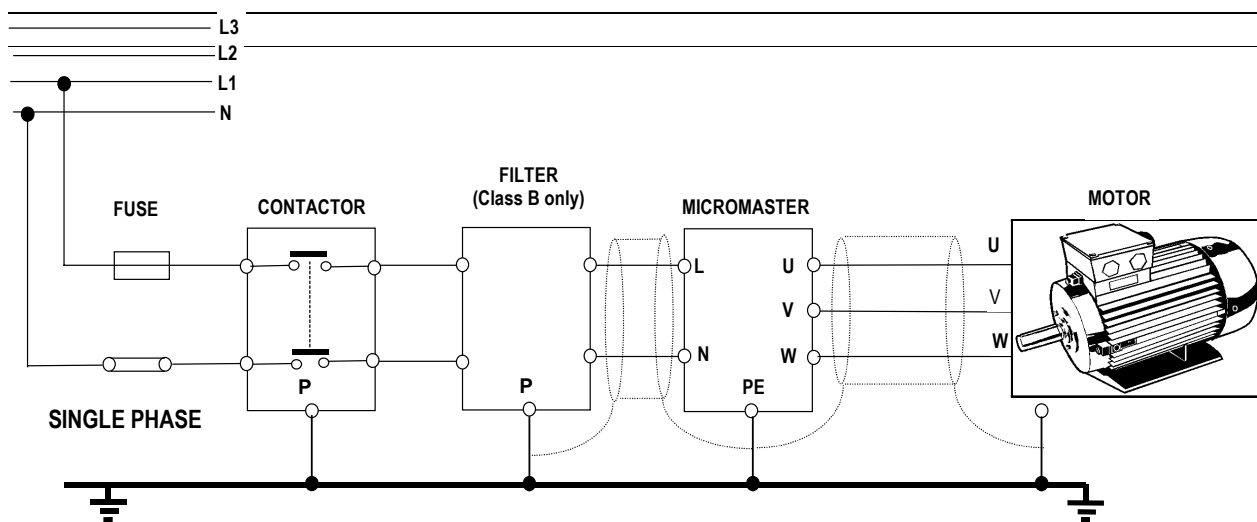 L3
L2
L1
N
FILTER
(Class B only)
FUSE
CONTACTOR
MICROMASTER
MOTOR
U
L
U
V
V
N
W
W
P
P
PE
SINGLE PHASE